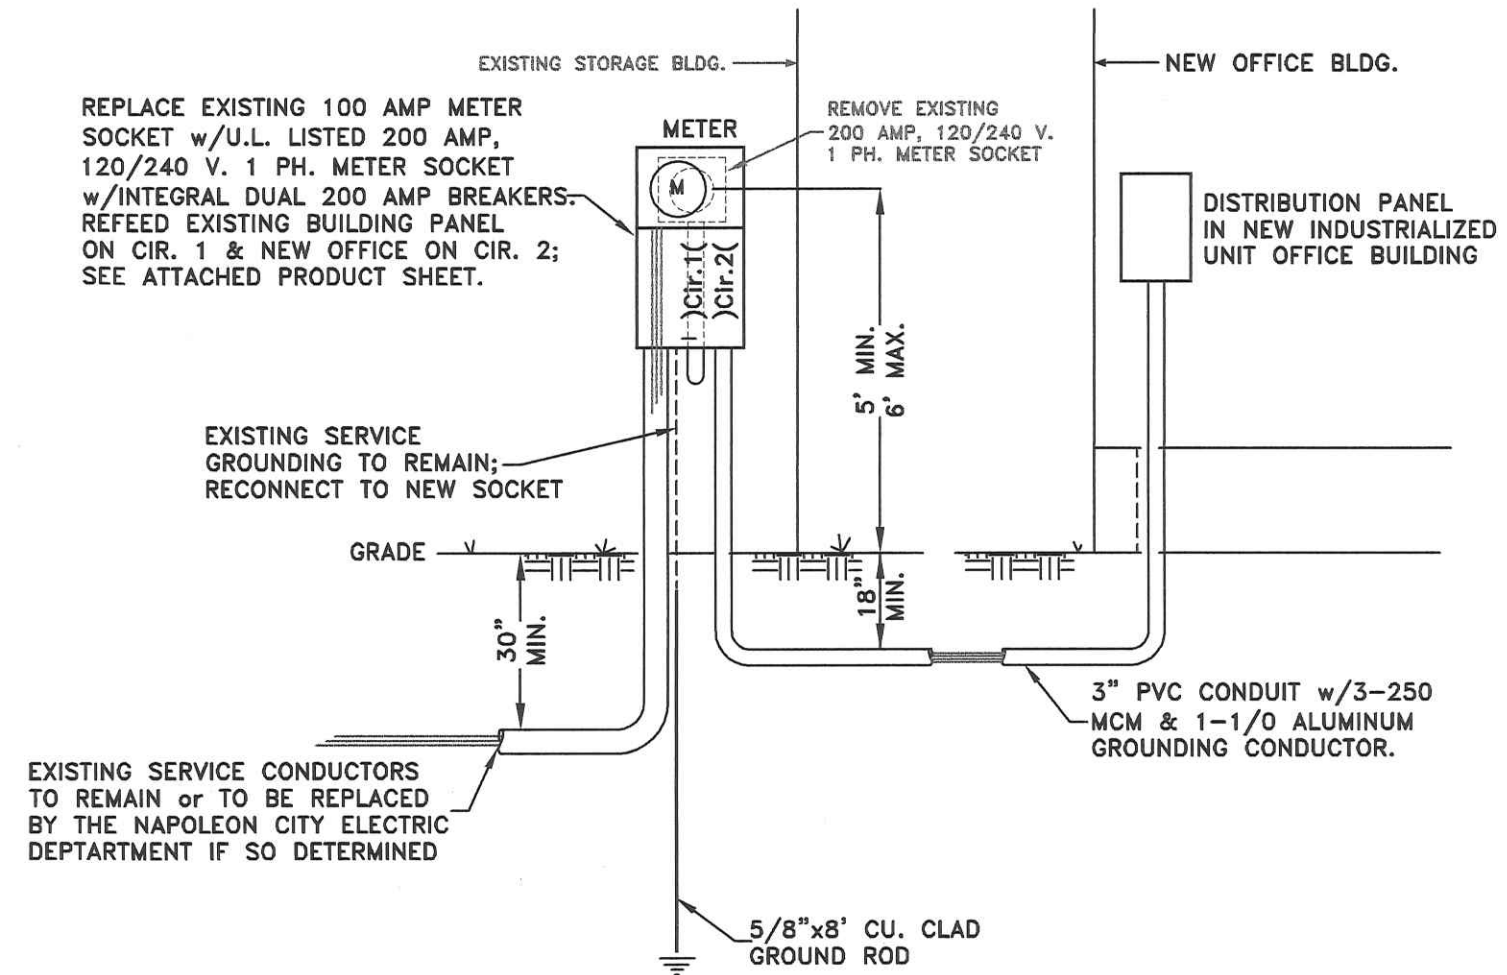 EXISTING STORAGE BLDG.
NEW OFFICE BLDG.
REPLACE EXISTING 100 AMP METER
SOCKET w/U.L. LISTED 200 AMP,
120/240 V. 1 PH. METER SOCKET
w/INTEGRAL DUAL 200 AMP BREAKERS.
REFEED EXISTING BUILDING PANEL
ON CIR. 1 & NEW OFFICE ON CIR. 2;
SEE ATTACHED PRODUCT SHEET.
METER
REMOVE EXISTING
200 AMP, 120/240 V.
1 PH. METER SOCKET
M
Cir.1
Cir.2
DISTRIBUTION PANEL
IN NEW INDUSTRIALIZED
UNIT OFFICE BUILDING
5' MIN.
6' MAX.
EXISTING SERVICE
GROUNDING TO REMAIN;
RECONNECT TO NEW SOCKET
GRADE
30"
MIN.
18"
MIN.
3" PVC CONDUIT w/3-250
MCM & 1-1/0 ALUMINUM
GROUNDING CONDUCTOR.
EXISTING SERVICE CONDUCTORS
TO REMAIN or TO BE REPLACED
BY THE NAPOLEON CITY ELECTRIC
DEPTARTMENT IF SO DETERMINED
5/8"x8' CU. CLAD
GROUND ROD